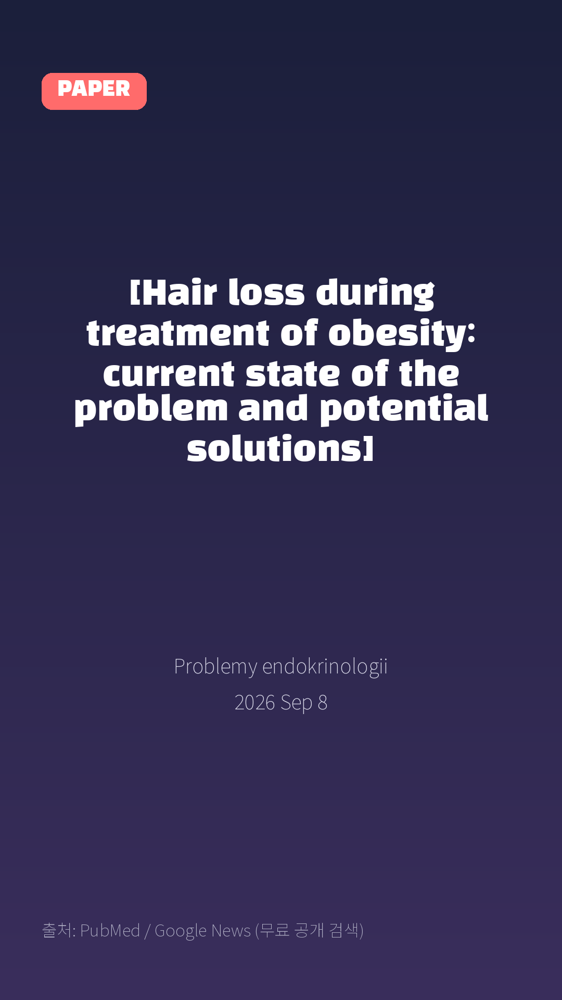 PAPER
[Hair loss during
treatment of obesity:
current state of the
problem and potential
solutions]
Problemy endokrinologii
2026 Sep 8
출처: PubMed / Google News (무료 공개 검색)